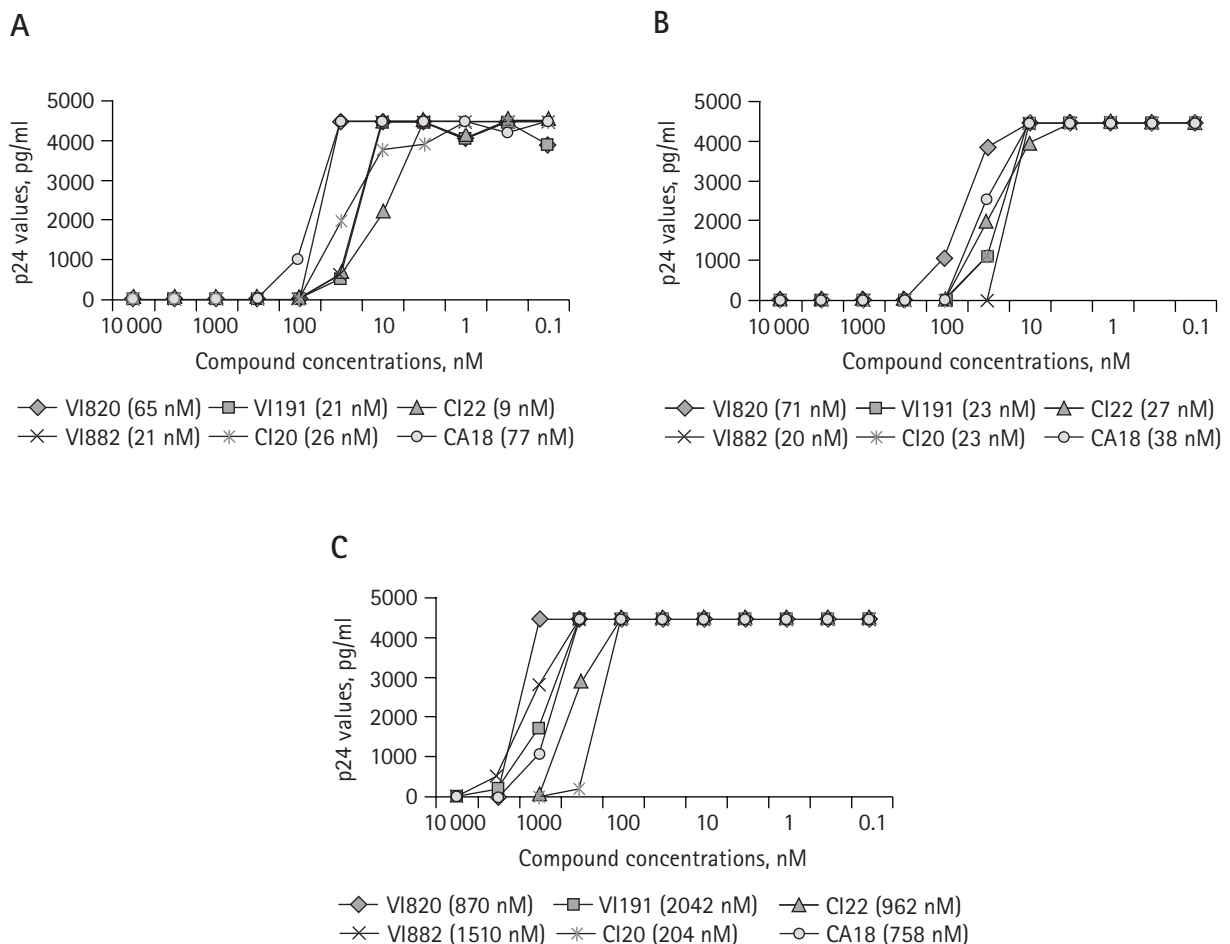 A
p24 values, pg/ml
5000
4000
3000
2000
1000
0
10 000 1000 100 10 1 0.1
Compound concentrations, nM
VI820 (65 nM) VI191 (21 nM) CI22 (9 nM)
VI882 (21 nM) CI20 (26 nM) CA18 (77 nM)
B
p24 values, pg/ml
5000
4000
3000
2000
1000
0
10 000 1000 100 10 1 0.1
Compound concentrations, nM
VI820 (71 nM) VI191 (23 nM) CI22 (27 nM)
VI882 (20 nM) CI20 (23 nM) CA18 (38 nM)
C
p24 values, pg/ml
5000
4000
3000
2000
1000
0
10 000 1000 100 10 1 0.1
Compound concentrations, nM
VI820 (870 nM) VI191 (2042 nM) CI22 (962 nM)
VI882 (1510 nM) CI20 (204 nM) CA18 (758 nM)